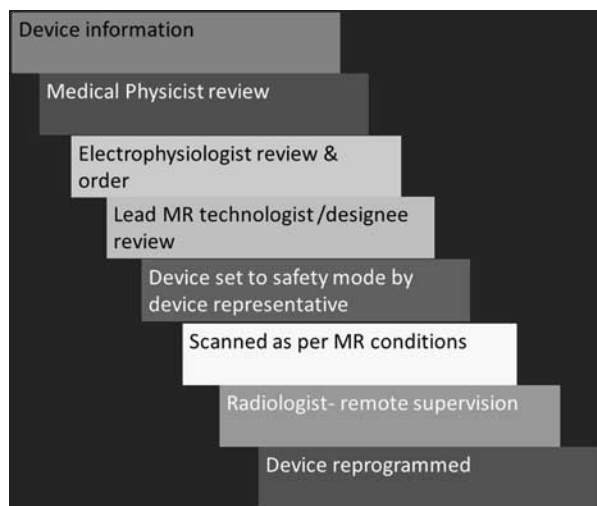 Device information
Medical Physicist review
Electrophysiologist review &
order
Lead MR technologist /designee
review
Device set to safety mode by
device representative
Scanned as per MR conditions
Radiologist- remote supervision
Device reprogrammed